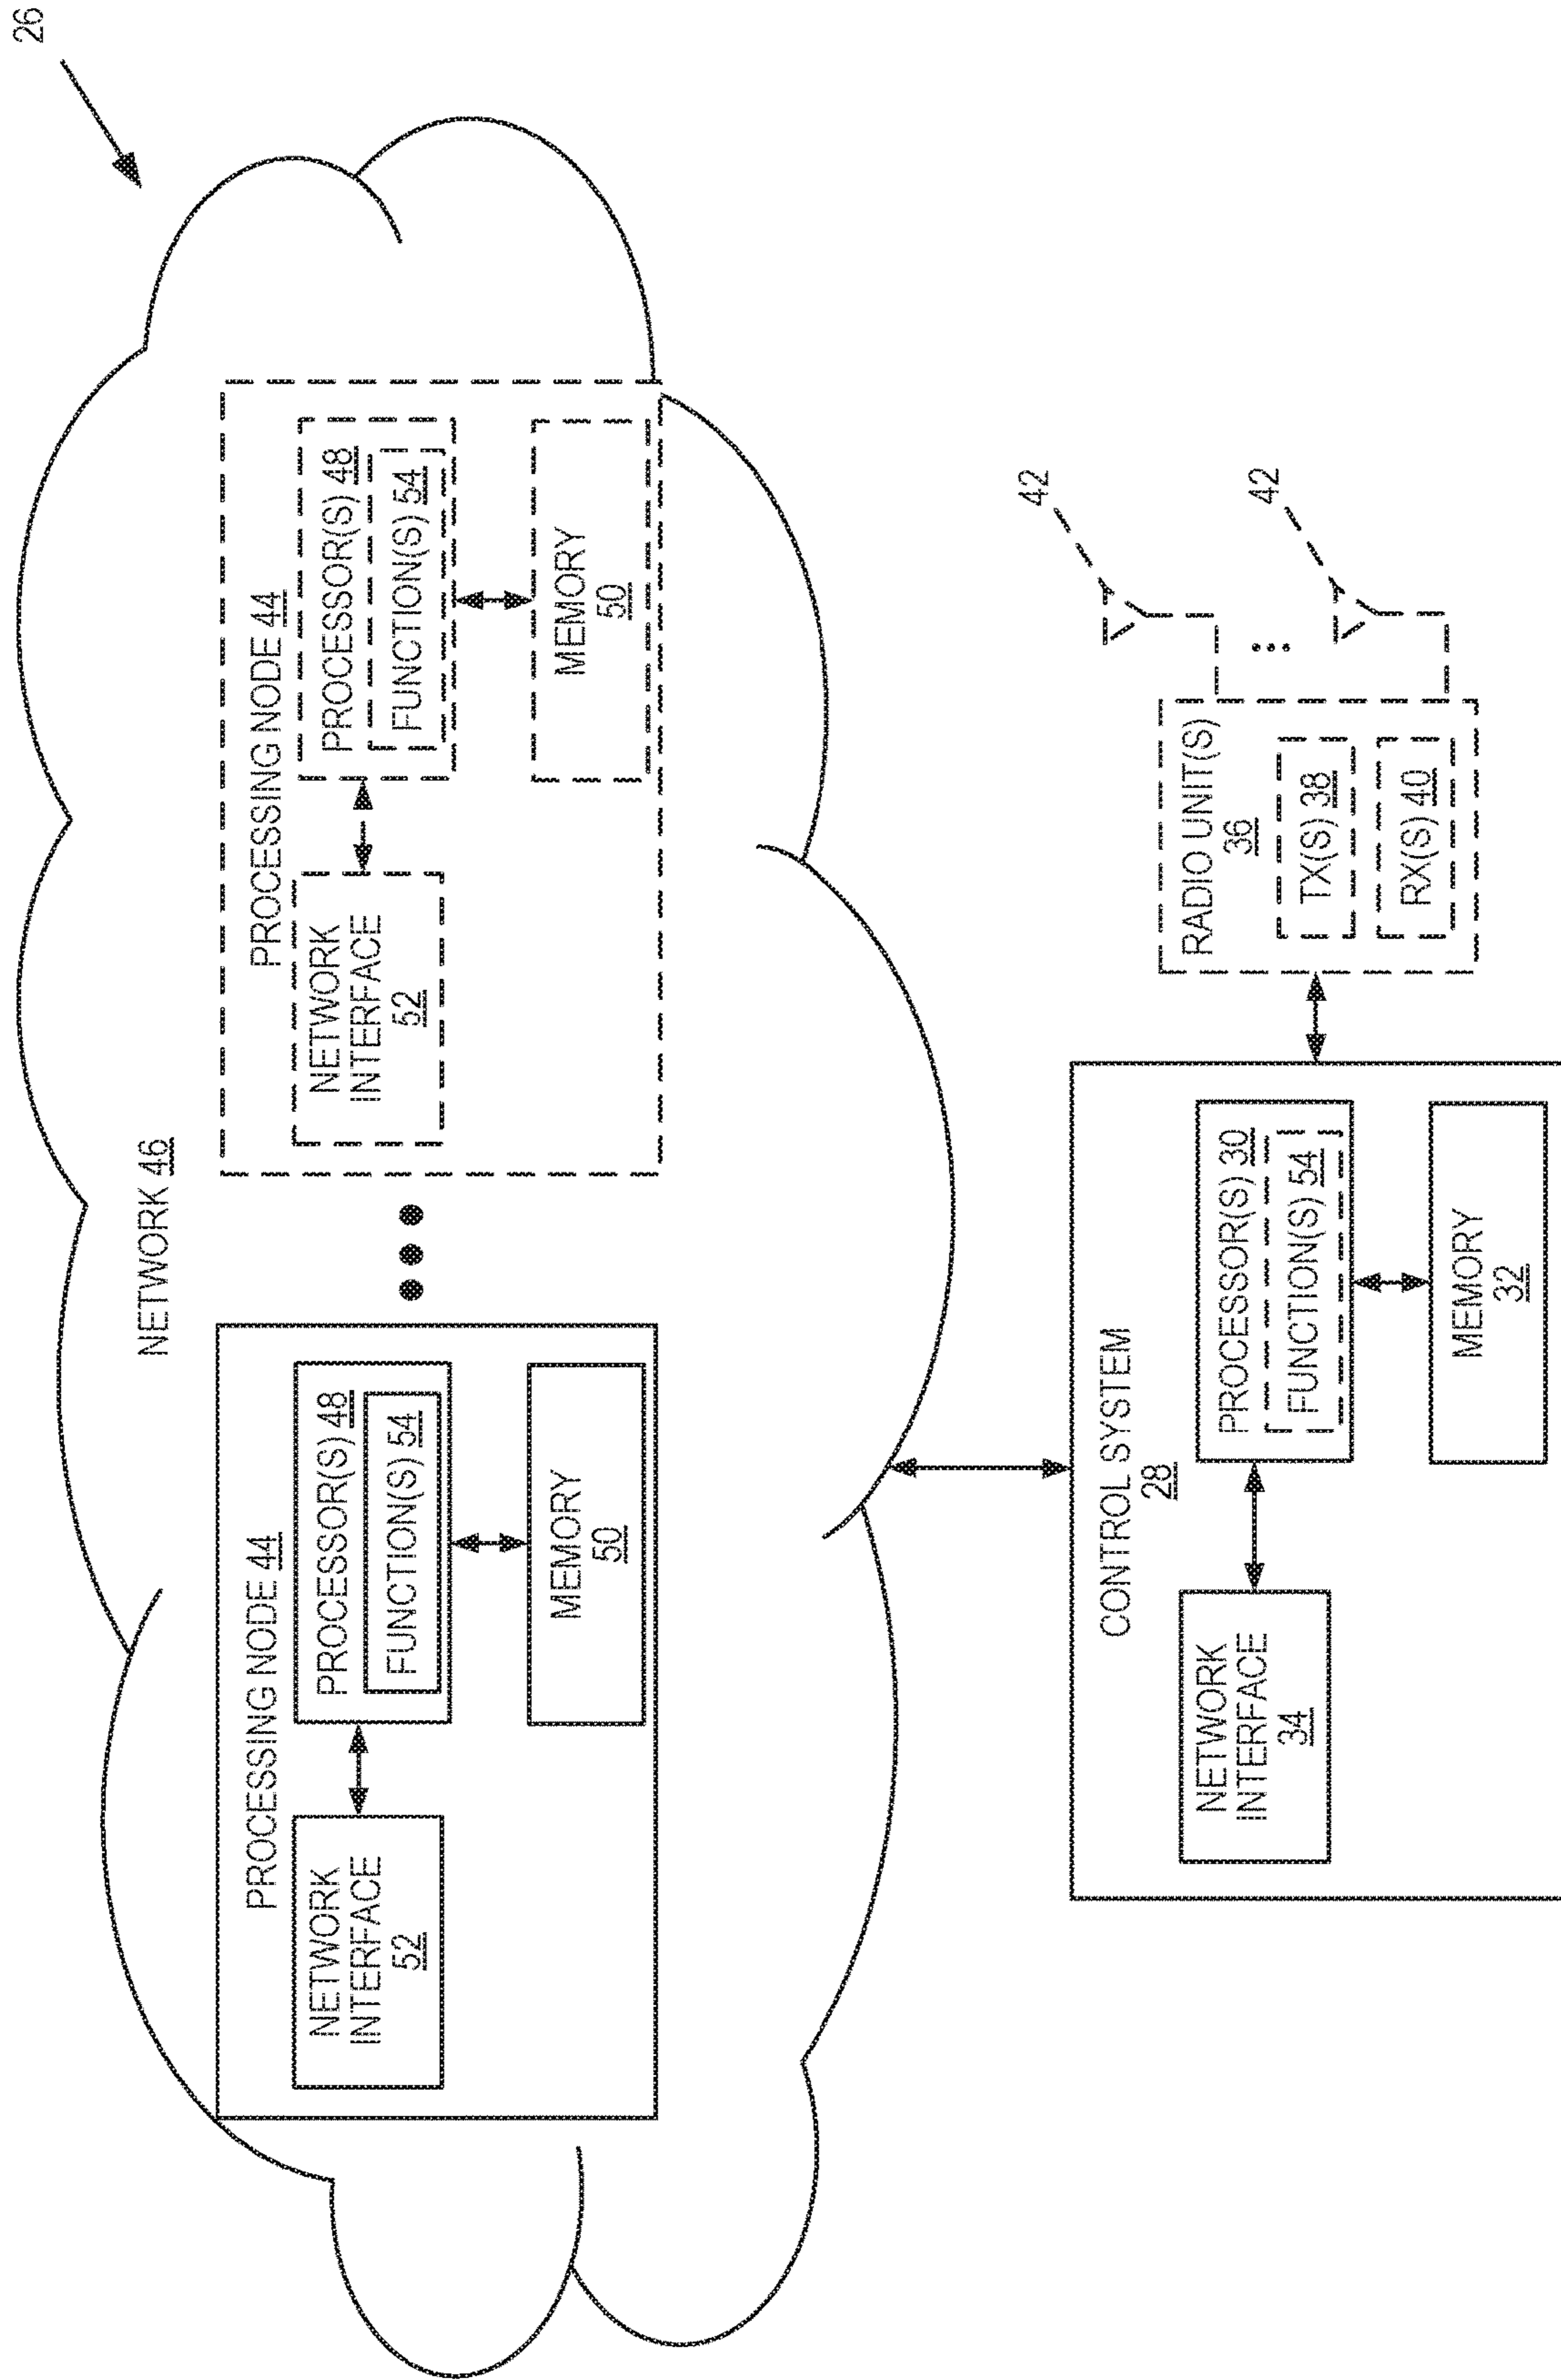 26
NETWORK 46
PROCESSING NODE 44
NETWORK
INTERFACE
52
PROCESSOR(S) 48
FUNCTION(S) 54
MEMORY
50
PROCESSING NODE 44
NETWORK
INTERFACE
52
PROCESSOR(S) 48
FUNCTION(S) 54
MEMORY
50
CONTROL SYSTEM
28
NETWORK
INTERFACE
34
PROCESSOR(S) 30
FUNCTION(S) 54
MEMORY
32
RADIO UNIT(S)
36
TX(S) 38
RX(S) 40
42
42